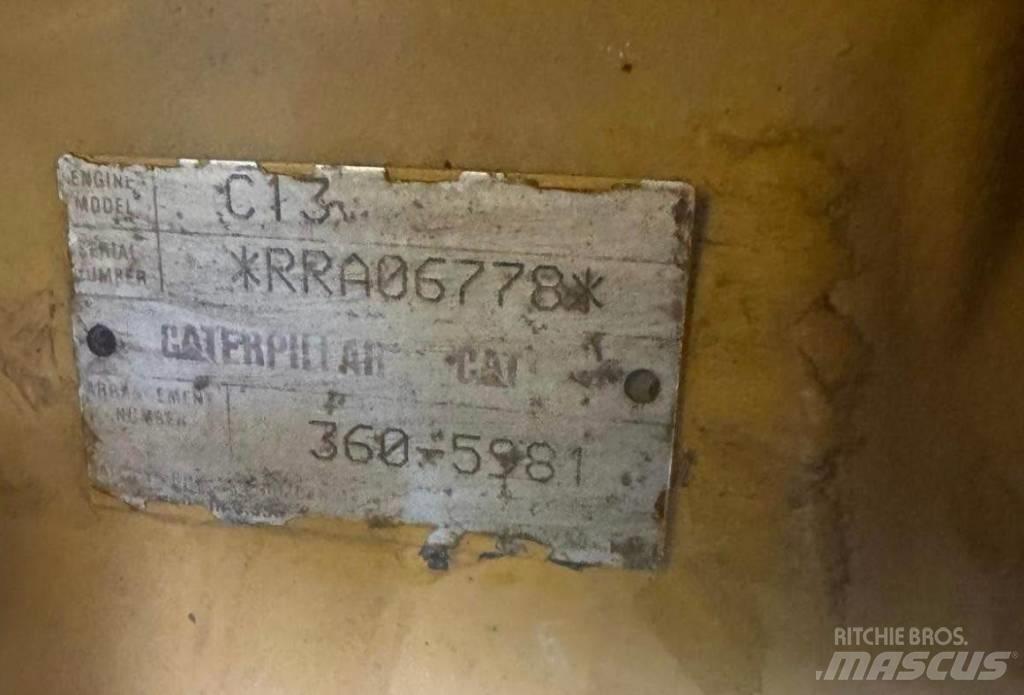 ENGINE
MODEL
C13
SERIAL
NUMBER
*RRA06778*
CATERPILLAR CAT
ARRANGEMENT
NUMBER
360-5981
RITCHIE BROS.
MASCUS